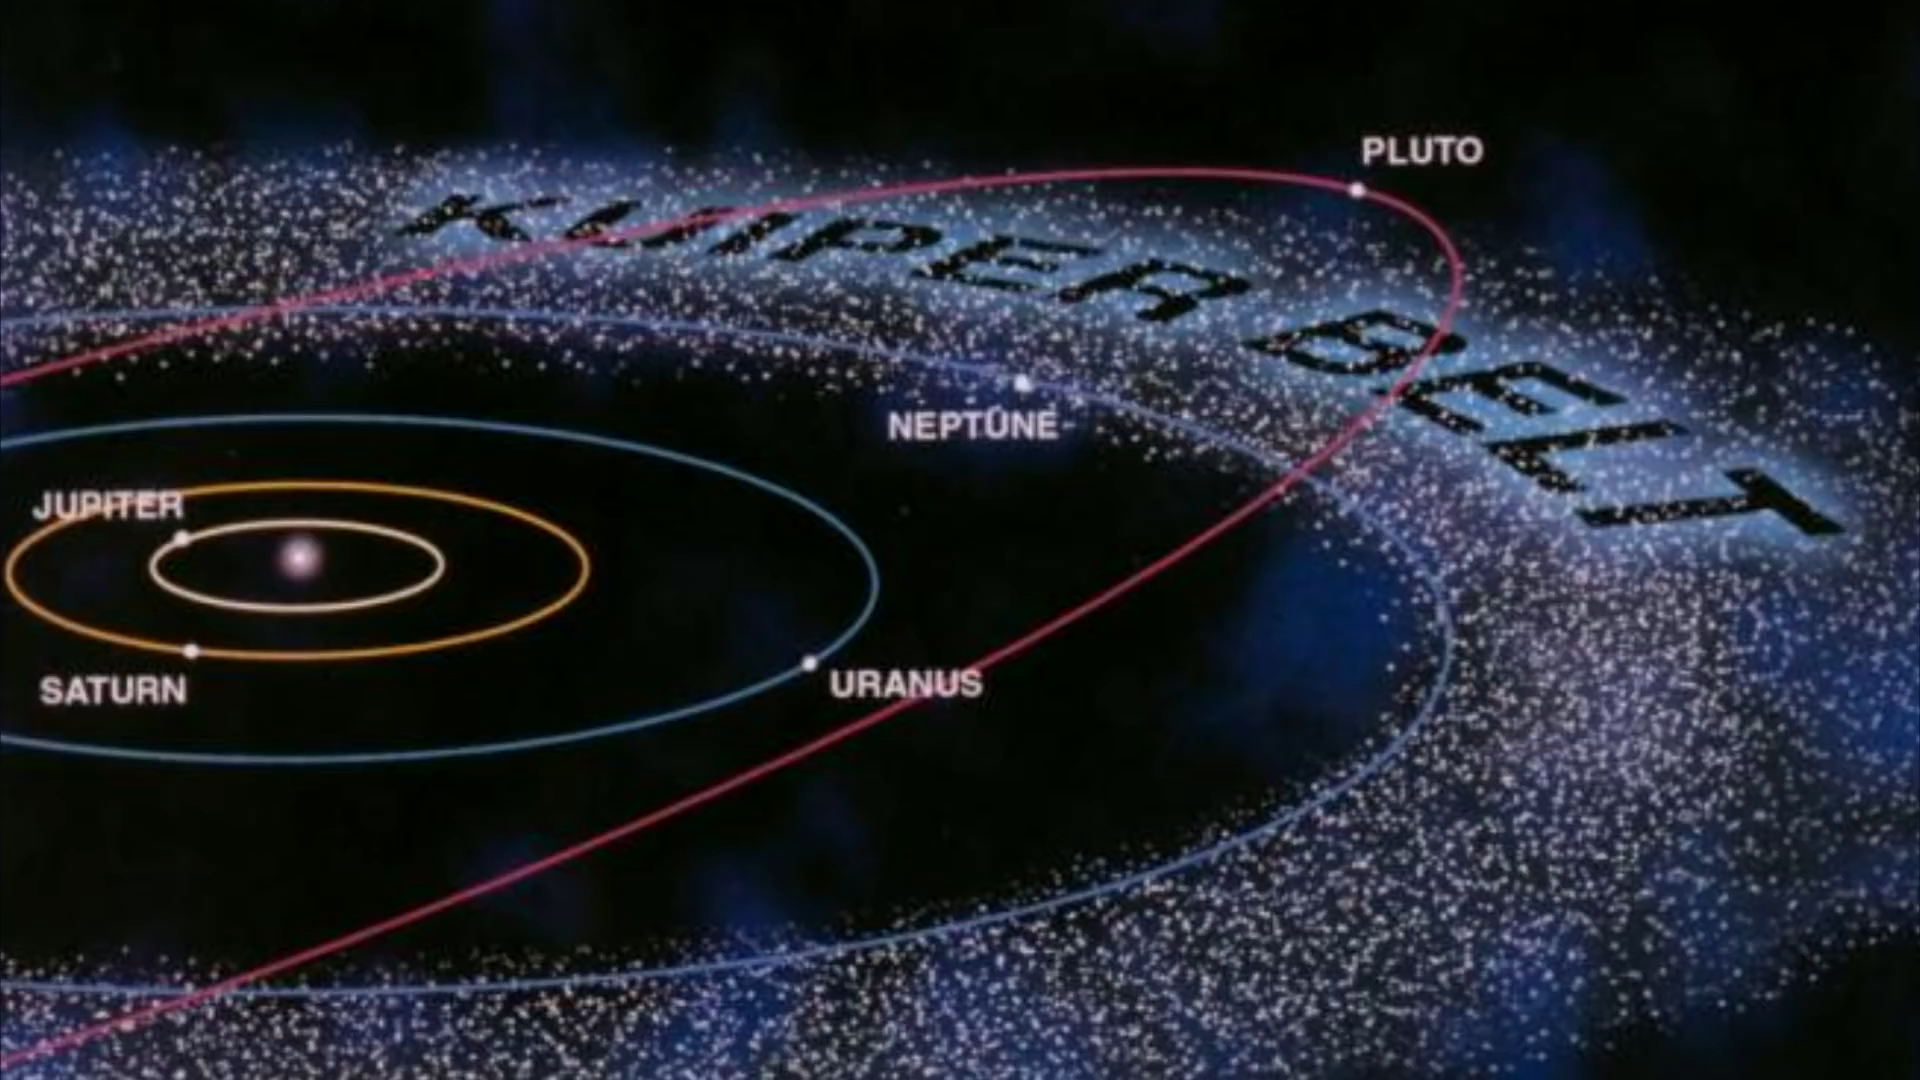 PLUTO
KUIPER BELT
NEPTUNE
JUPITER
SATURN
URANUS